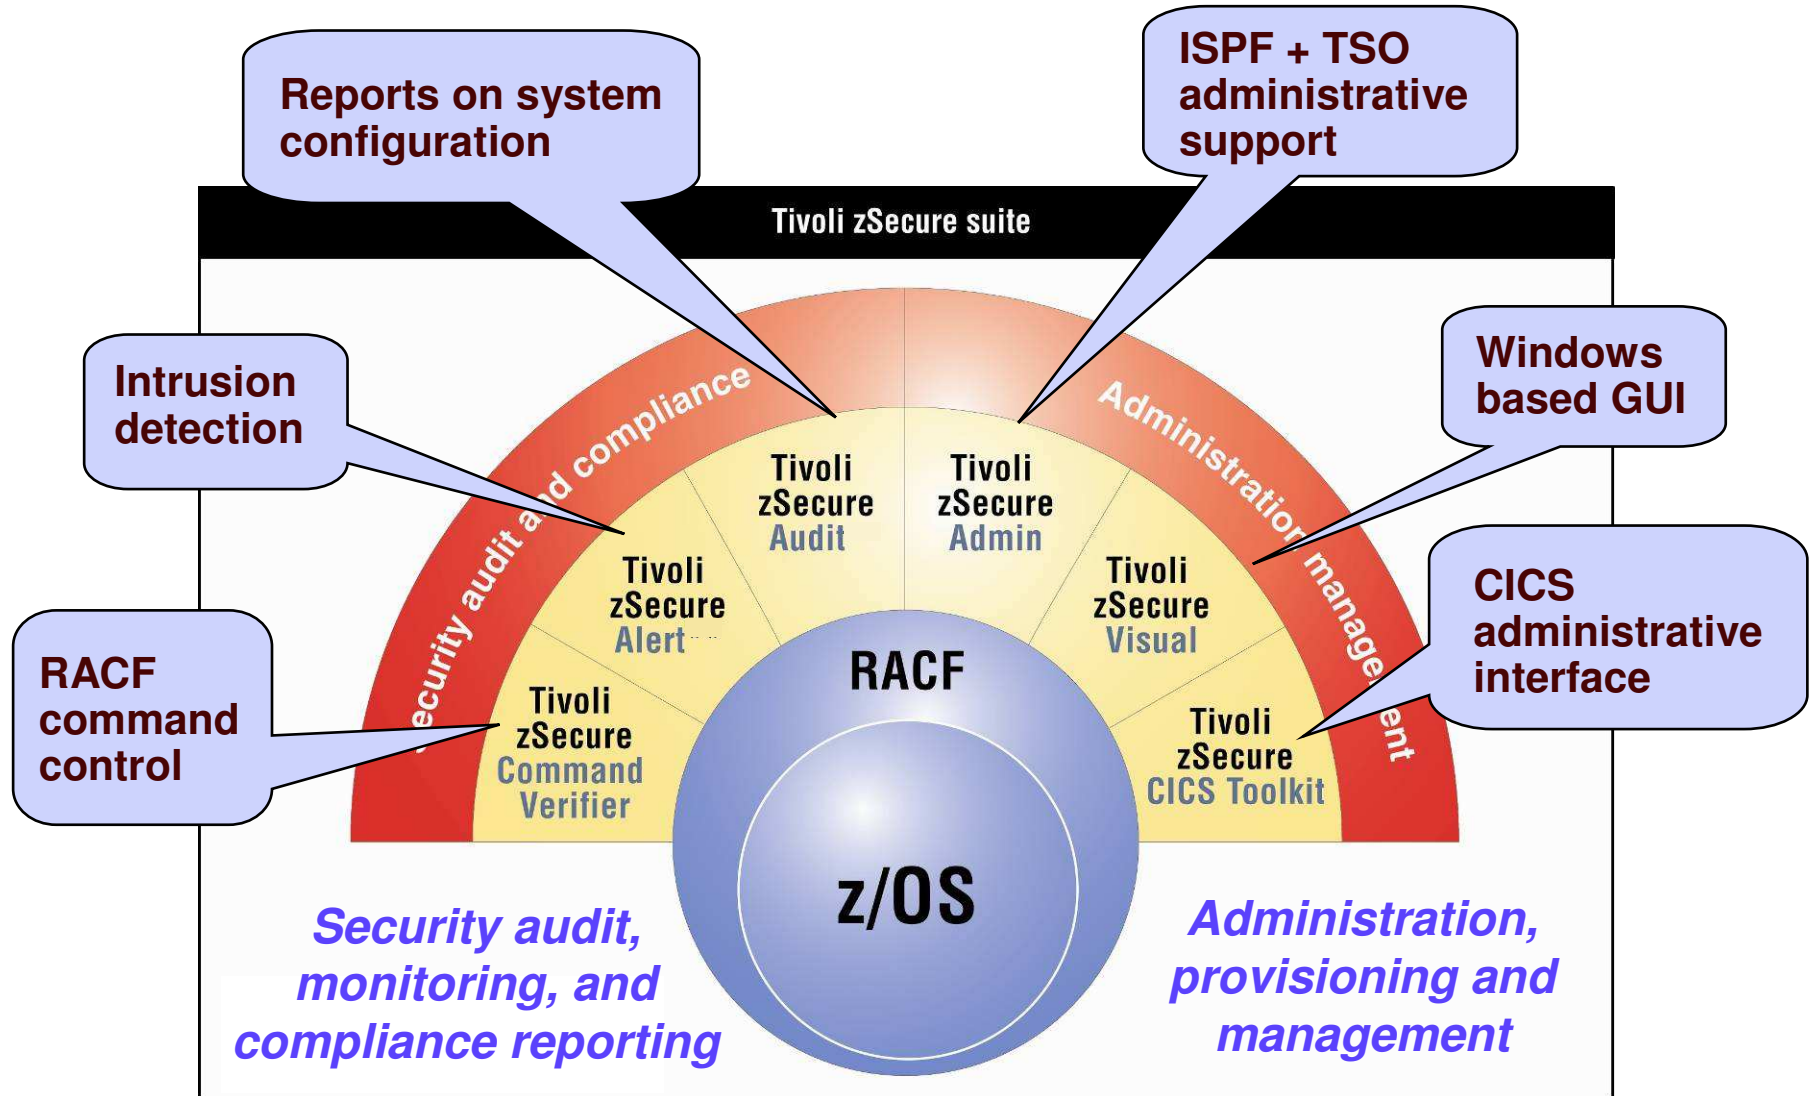 Reports on system
configuration
ISPF + TSO
administrative
support
Tivoli zSecure suite
Intrusion
detection
Windows
based GUI
RACF
command
control
CICS
administrative
interface
Security audit and compliance
Administration management
Tivoli
zSecure
Audit
Tivoli
zSecure
Admin
Tivoli
zSecure
Alert
Tivoli
zSecure
Visual
Tivoli
zSecure
Command
Verifier
Tivoli
zSecure
CICS Toolkit
RACF
z/OS
Security audit,
monitoring, and
compliance reporting
Administration,
provisioning and
management